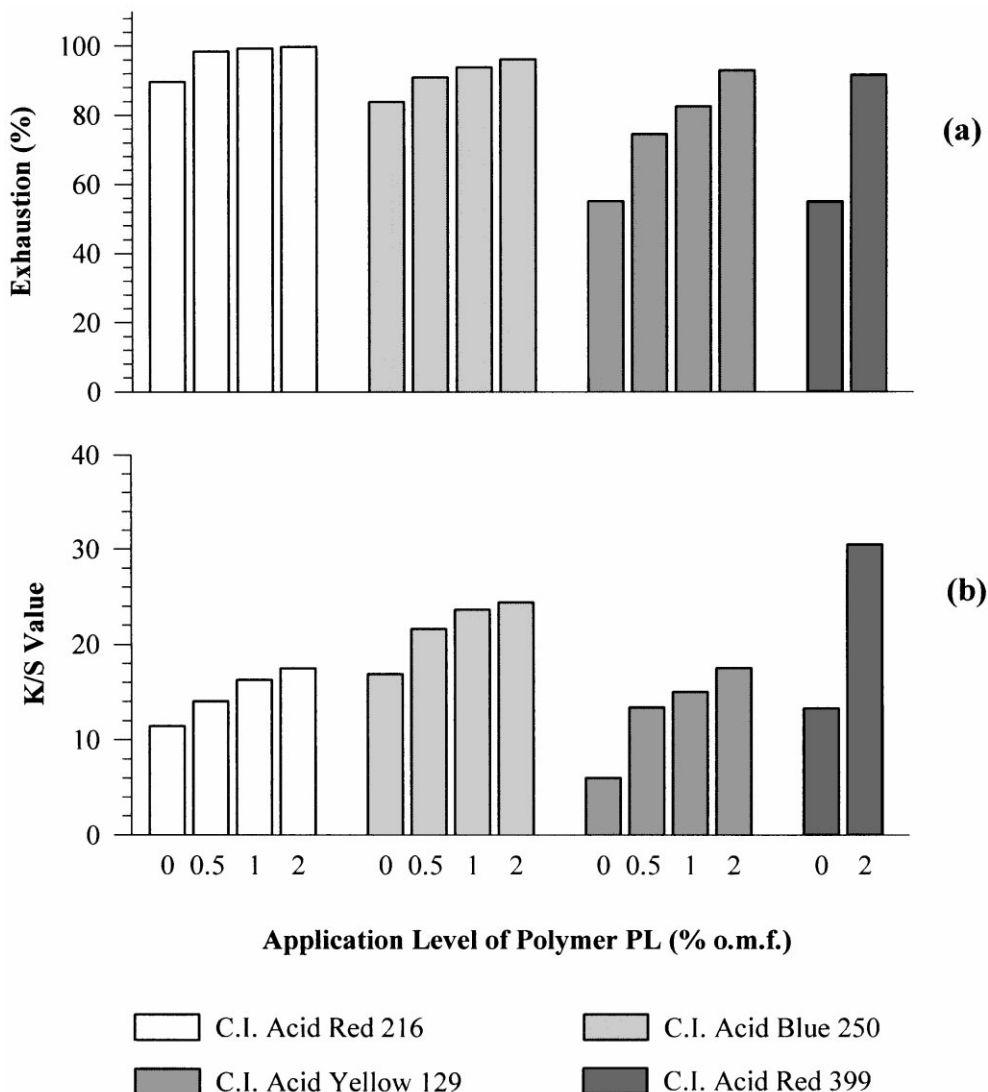 100
80
60
40
20
0
Exhaustion (%)
(a)
40
30
20
10
0
K/S Value
(b)
0 0.5 1 2 0 0.5 1 2 0 0.5 1 2 0 2
Application Level of Polymer PL (% o.m.f.)
C.I. Acid Red 216 C.I. Acid Blue 250
C.I. Acid Yellow 129 C.I. Acid Red 399